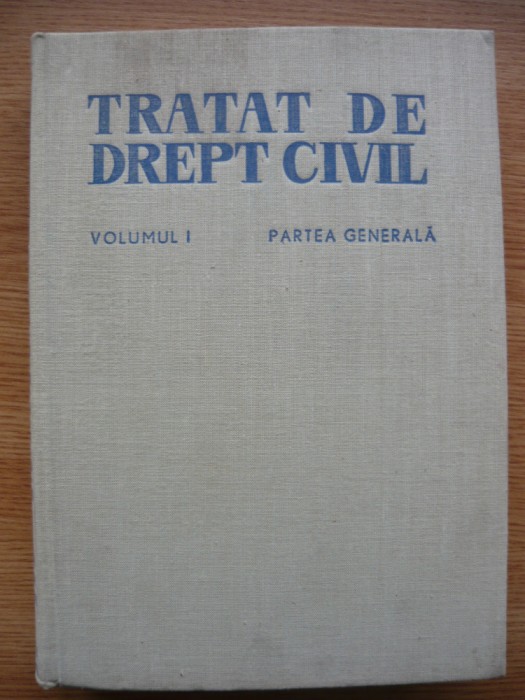 TRATAT DE
DREPT CIVIL
VOLUMUL I PARTEA GENERALĂ